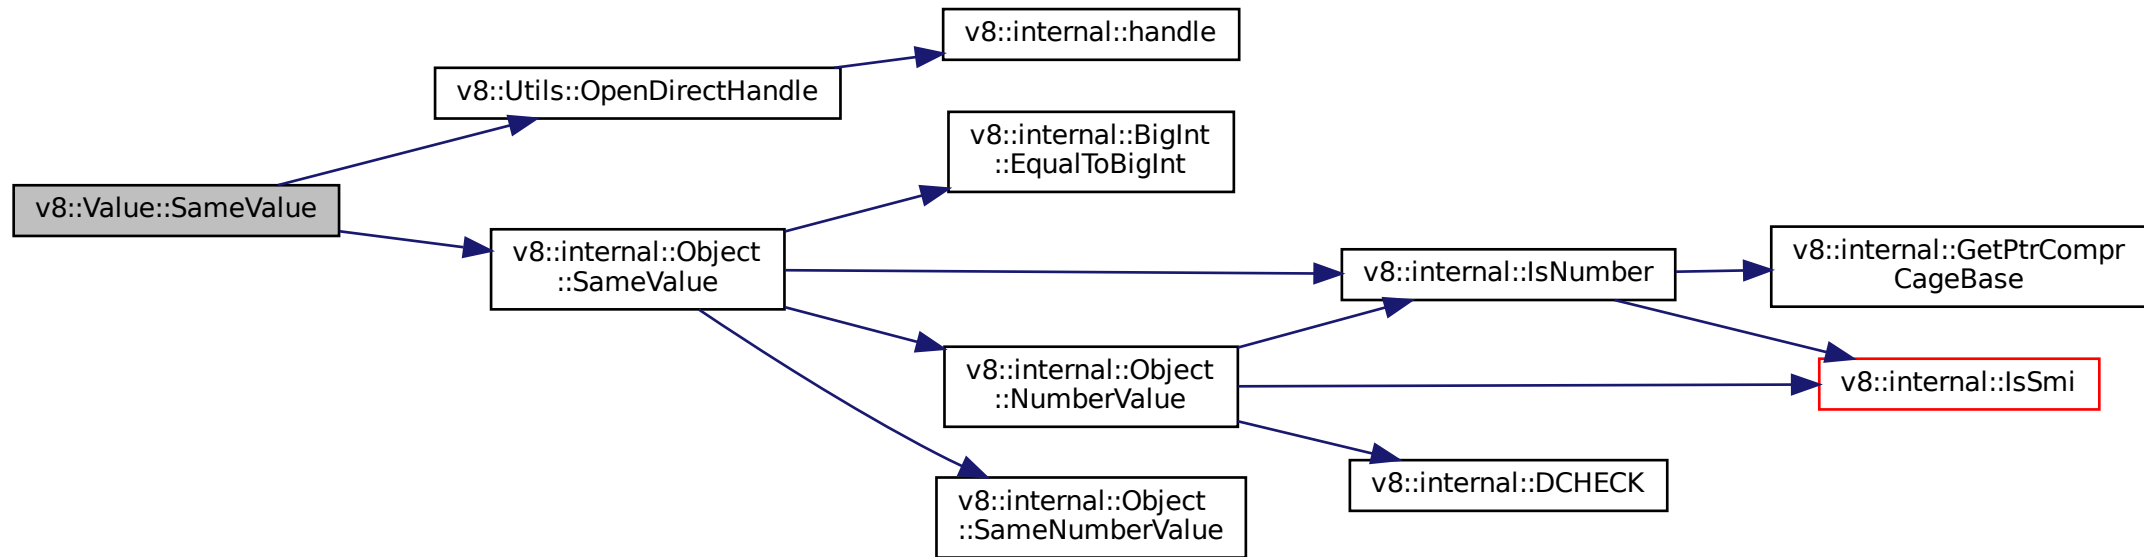 v8::Value::SameValue
v8::Utils::OpenDirectHandle
v8::internal::handle
v8::internal::Object
::SameValue
v8::internal::BigInt
::EqualToBigInt
v8::internal::IsNumber
v8::internal::GetPtrCompr
CageBase
v8::internal::IsSmi
v8::internal::Object
::NumberValue
v8::internal::DCHECK
v8::internal::Object
::SameNumberValue